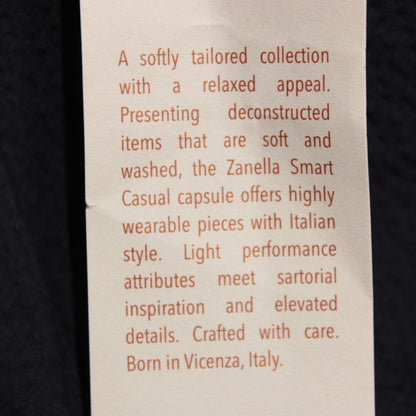 A softly tailored collection
with a relaxed appeal.
Presenting deconstructed
items that are soft and
washed, the Zanella Smart
Casual capsule offers highly
wearable pieces with Italian
style. Light performance
attributes meet sartorial
inspiration and elevated
details. Crafted with care.
Born in Vicenza, Italy.